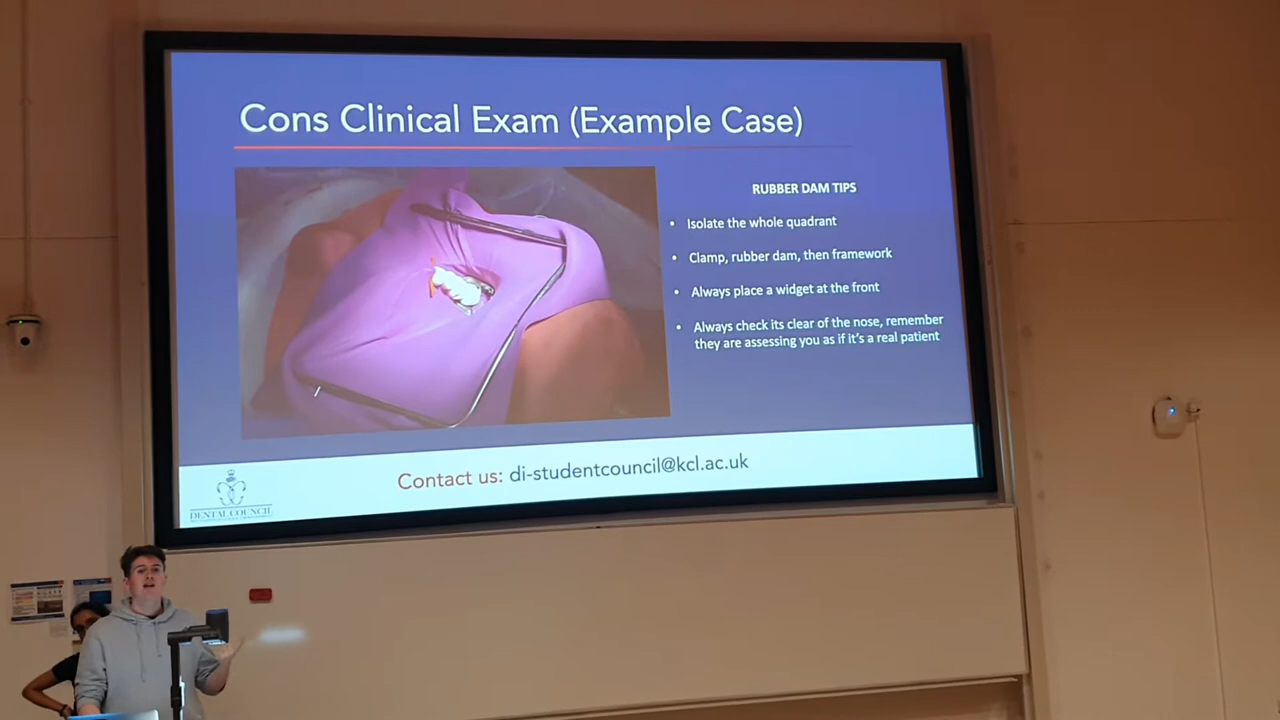 Cons Clinical Exam (Example Case)
RUBBER DAM TIPS
• Isolate the whole quadrant
• Clamp, rubber dam, then framework
• Always place a widget at the front
• Always check its clear of the nose, remember
they are assessing you as if it's a real patient
Contact us: di-studentcouncil@kcl.ac.uk
DENTAL COUNCIL